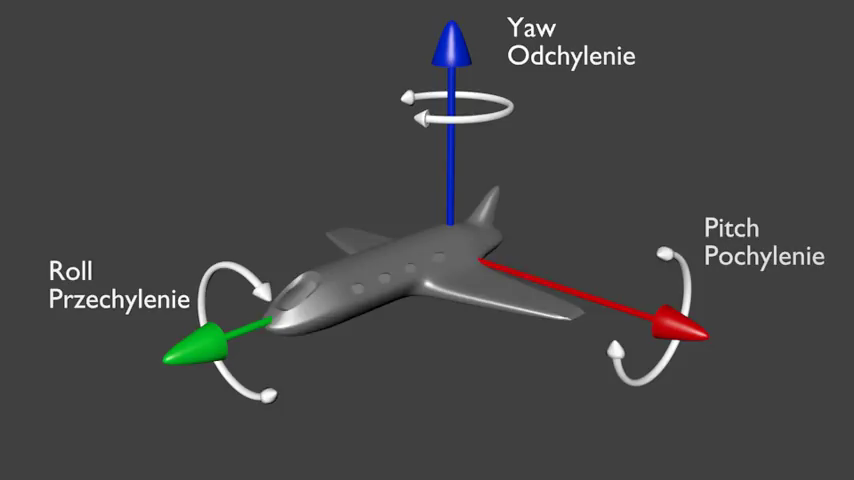 Yaw
Odchylenie
Pitch
Pochylenie
Roll
Przechylenie